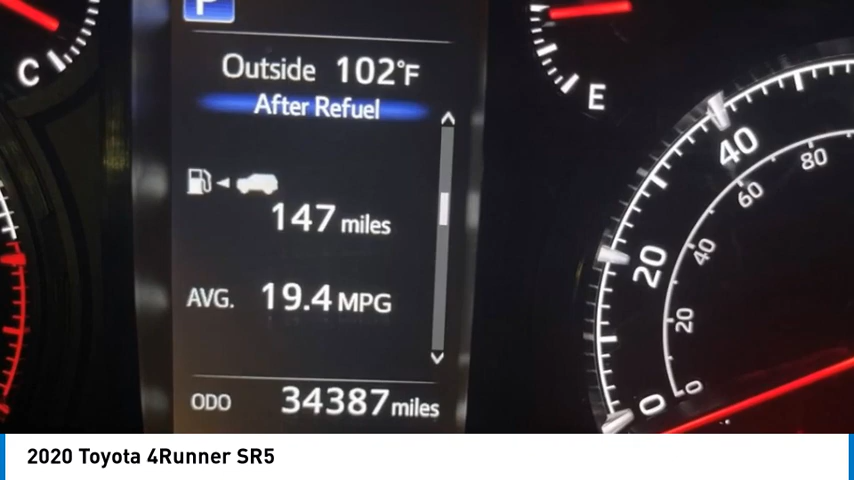 P
Outside 102°F
After Refuel
147 miles
AVG. 19.4 MPG
ODO 34387 miles
C
E
40
20
0
80
60
40
20
0
2020 Toyota 4Runner SR5